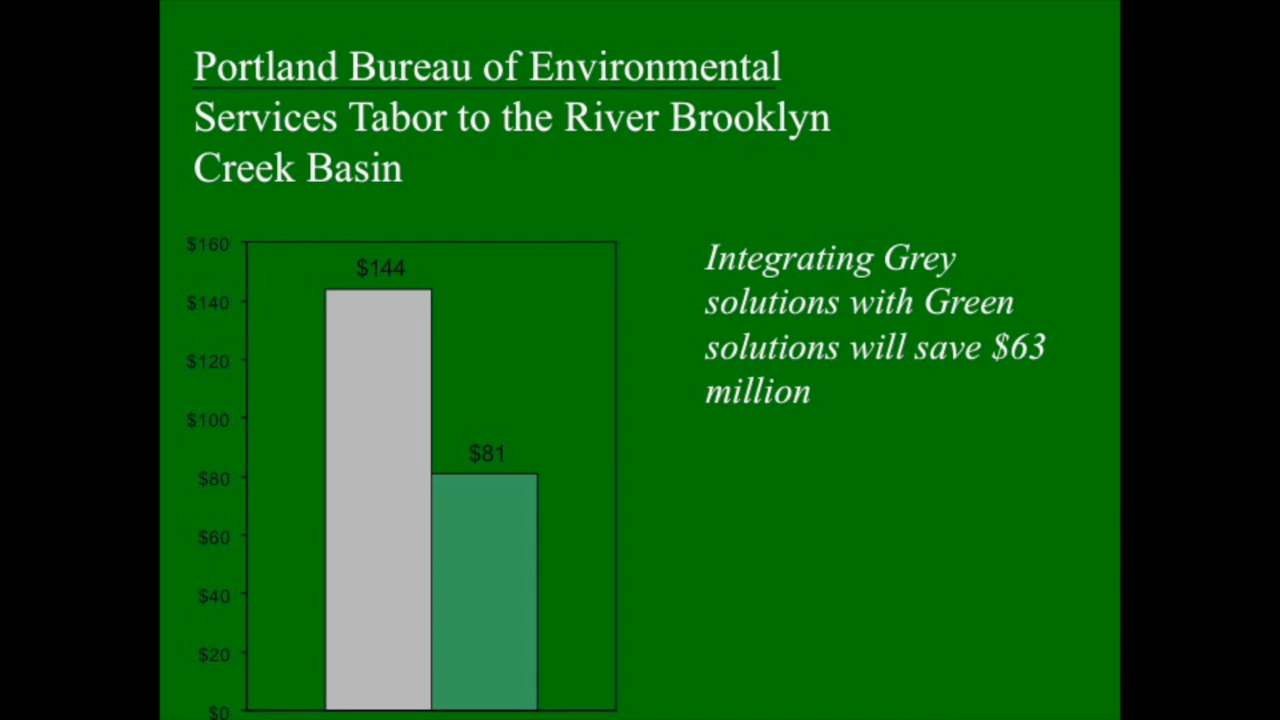 Portland Bureau of Environmental
Services Tabor to the River Brooklyn
Creek Basin
Integrating Grey
solutions with Green
solutions will save $63
million
$160
$144
$140
$120
$100
$81
$80
$60
$40
$20
$0